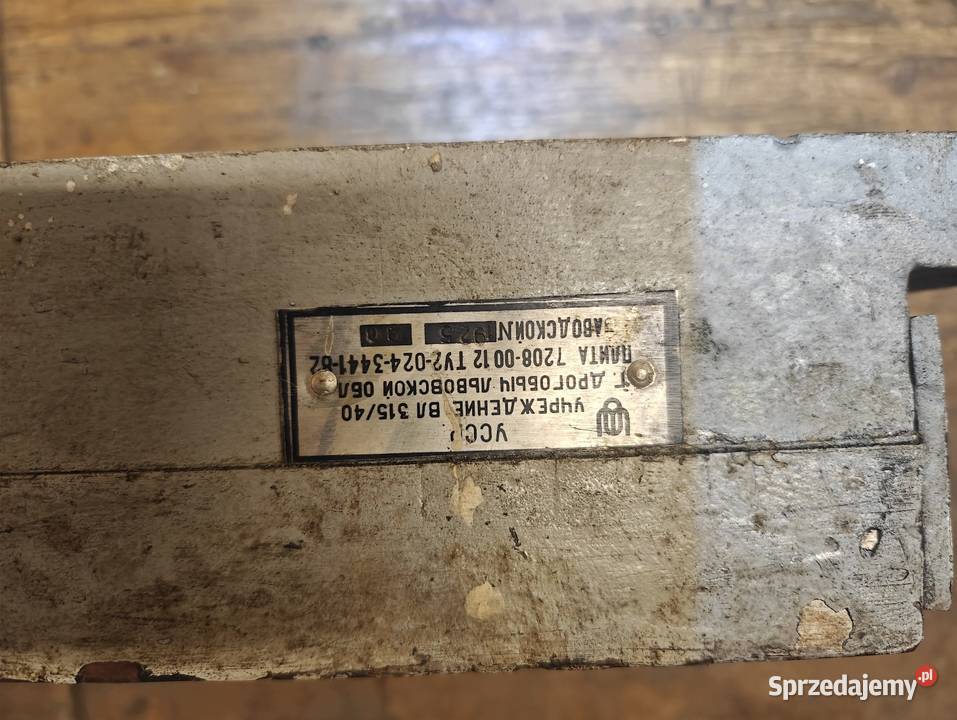 УССР
УЧРЕЖДЕНИЕ ВЛ 315/40
Г. ДРОГОБЫЧ ЛЬВОВСКОЙ ОБЛ
ПЛИТА 7208-0012 ТУ2-024-3441-82
ЗАВОДСКОЙ N 925 90
Sprzedajemy.pl